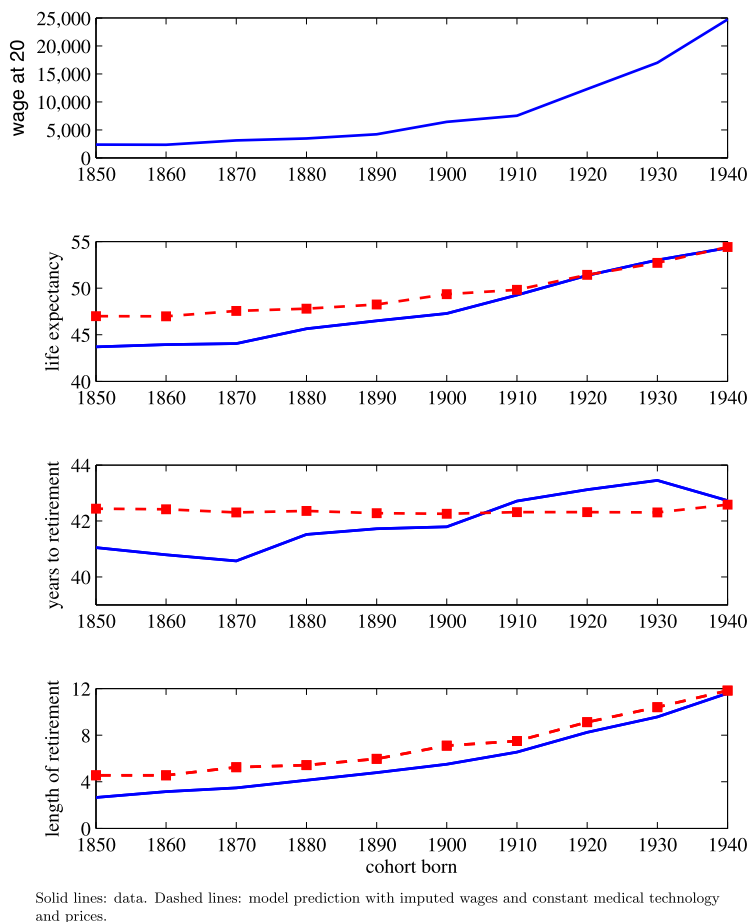 25,000
20,000
15,000
10,000
5,000
0
wage at 20
1850 1860 1870 1880 1890 1900 1910 1920 1930 1940
55
50
45
40
life expectancy
1850 1860 1870 1880 1890 1900 1910 1920 1930 1940
44
42
40
years to retirement
1850 1860 1870 1880 1890 1900 1910 1920 1930 1940
12
8
4
0
length of retirement
1850 1860 1870 1880 1890 1900 1910 1920 1930 1940
cohort born
Solid lines: data. Dashed lines: model prediction with imputed wages and constant medical technology
and prices.